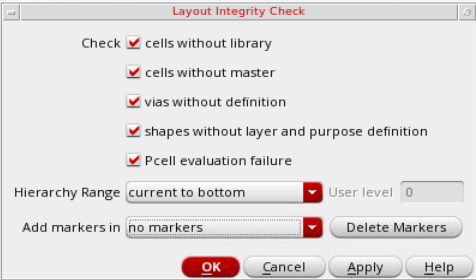 Layout Integrity Check
Check cells without library
cells without master
vias without definition
shapes without layer and purpose definition
Pcell evaluation failure
Hierarchy Range current to bottom User level 0
Add markers in no markers Delete Markers
OK Cancel Apply Help